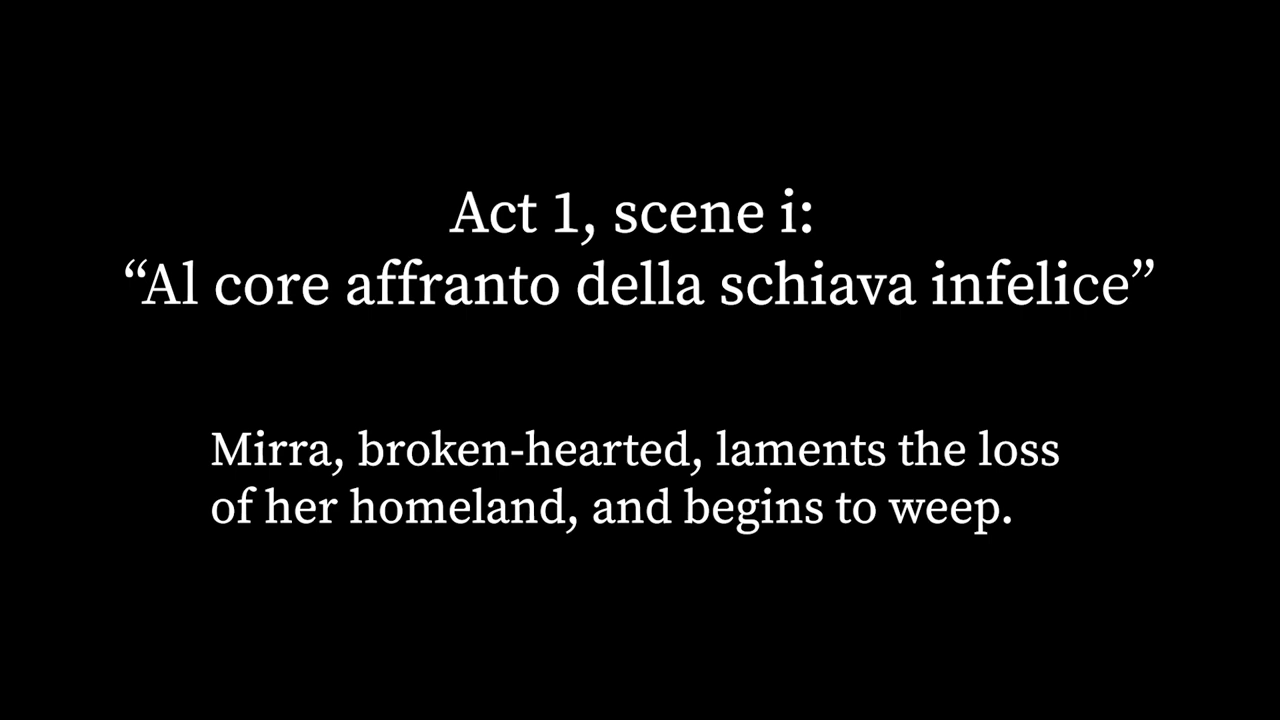 Act 1, scene i:
“Al core affranto della schiava infelice”
Mirra, broken-hearted, laments the loss
of her homeland, and begins to weep.